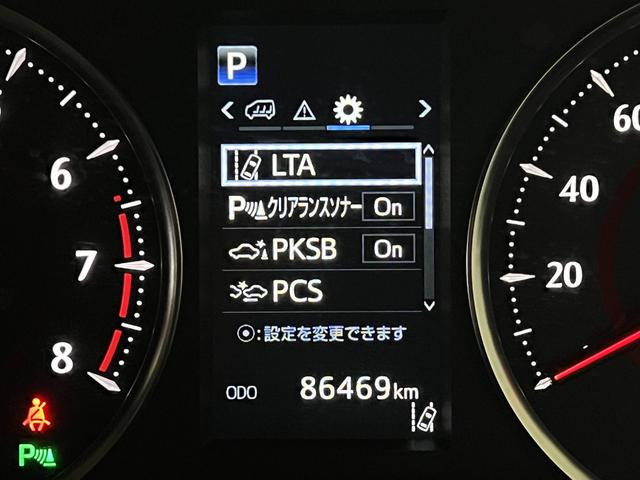 P
LTA
P クリアランスソナー On
PKSB On
PCS
⦿:設定を変更できます
ODO 86469km
6
7
8
60
40
20
P